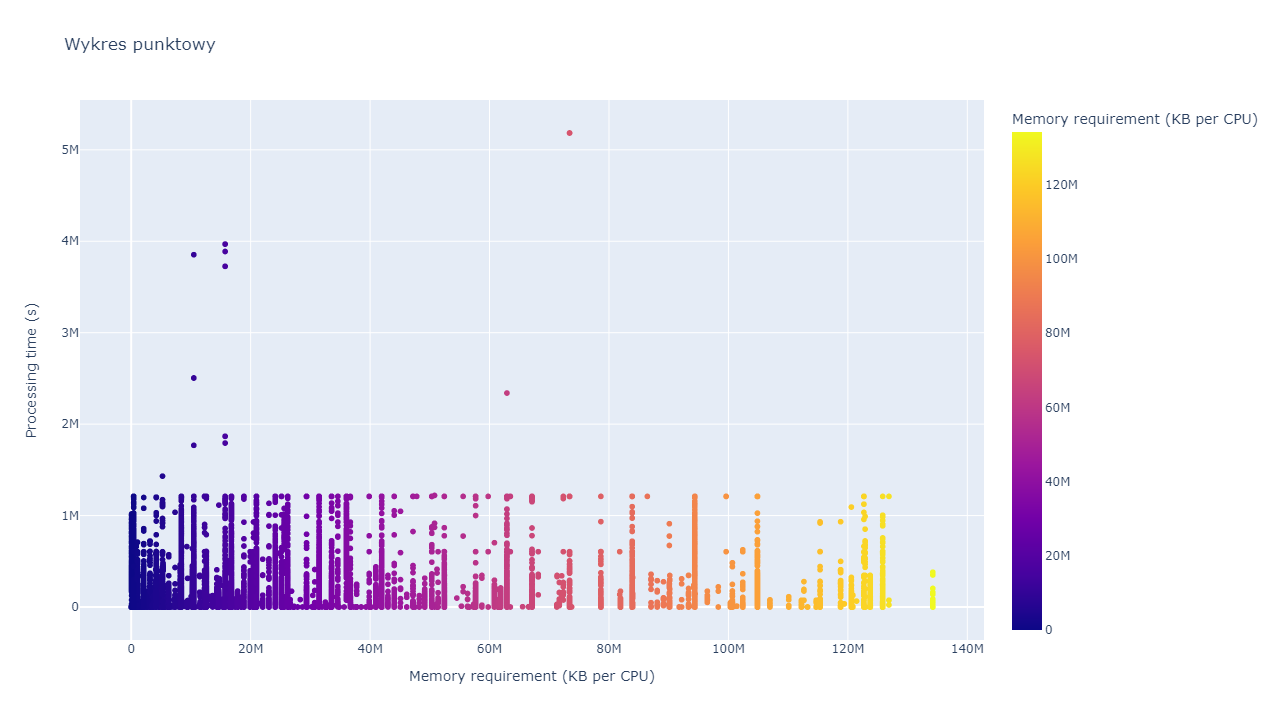 Wykres punktowy
Memory requirement (KB per CPU)
Processing time (s)
5M
4M
3M
2M
1M
0
0
20M
40M
60M
80M
100M
120M
140M
Memory requirement (KB per CPU)
120M
100M
80M
60M
40M
20M
0